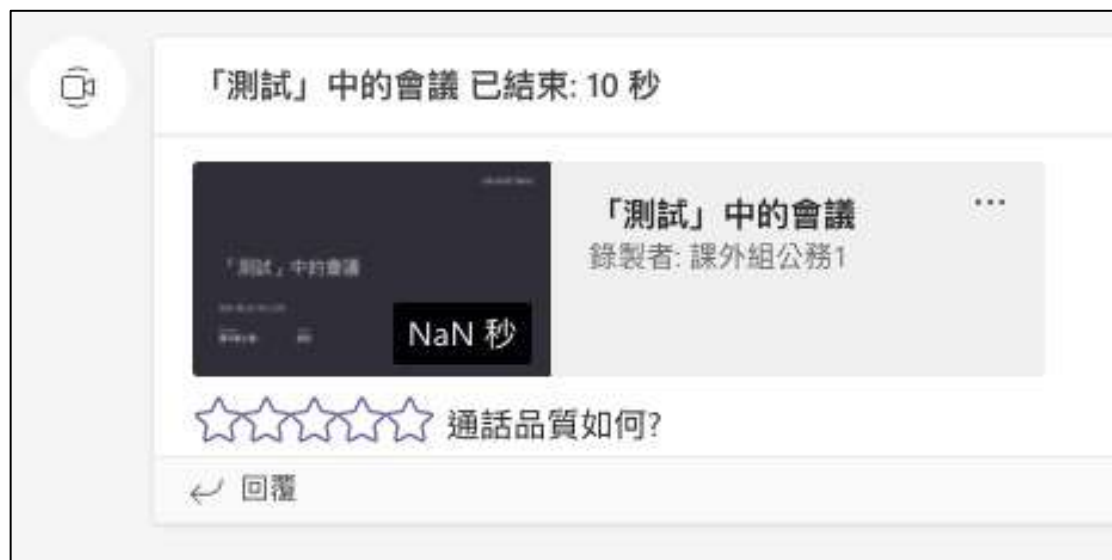 「測試」中的會議 已結束: 10 秒
「測試」中的會議
錄製者: 課外組公務1
「測試」中的會議
NaN 秒
通話品質如何?
回覆